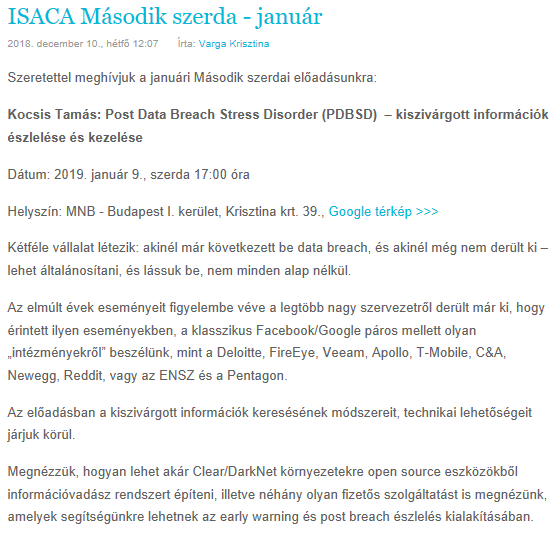 ISACA Második szerda - január
2018. december 10., hétfő 12:07 Írta: Varga Krisztina
Szeretettel meghívjuk a januári Második szerdai előadásunkra:
Kocsis Tamás: Post Data Breach Stress Disorder (PDBSD) – kiszivárgott információk
észlelése és kezelése
Dátum: 2019. január 9., szerda 17:00 óra
Helyszín: MNB - Budapest I. kerület, Krisztina krt. 39., Google térkép >>>
Kétféle vállalat létezik: akinél már következett be data breach, és akinél még nem derült ki –
lehet általánosítani, és lássuk be, nem minden alap nélkül.
Az elmúlt évek eseményeit figyelembe véve a legtöbb nagy szervezetről derült már ki, hogy
érintett ilyen eseményekben, a klasszikus Facebook/Google páros mellett olyan
„intézményekről” beszélünk, mint a Deloitte, FireEye, Veeam, Apollo, T-Mobile, C&A,
Newegg, Reddit, vagy az ENSZ és a Pentagon.
Az előadásban a kiszivárgott információk keresésének módszereit, technikai lehetőségeit
járjuk körül.
Megnézzük, hogyan lehet akár Clear/DarkNet környezetekre open source eszközökből
információvadász rendszert építeni, illetve néhány olyan fizetős szolgáltatást is megnézünk,
amelyek segítségünkre lehetnek az early warning és post breach észlelés kialakításában.